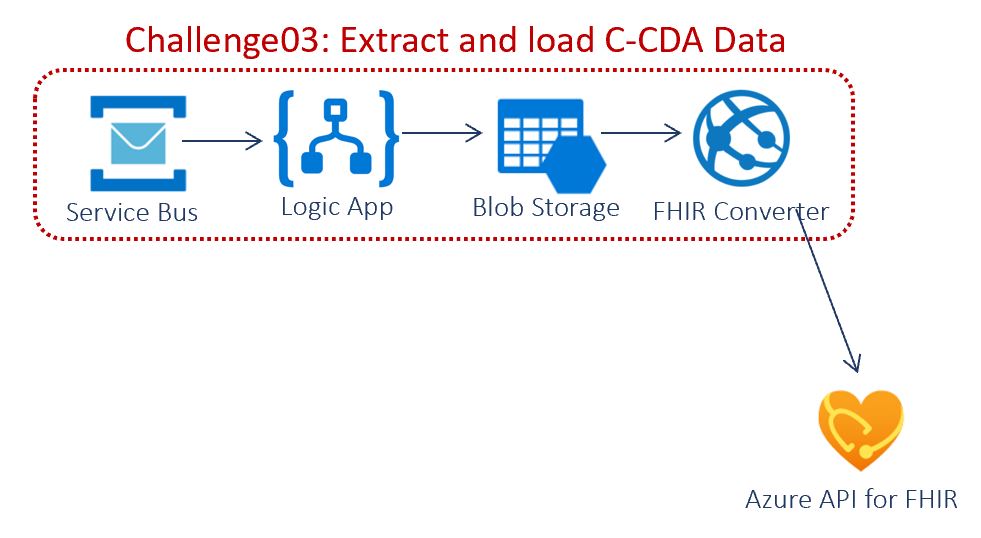 Challenge03: Extract and load C-CDA Data
Service Bus
Logic App
Blob Storage
FHIR Converter
Azure API for FHIR